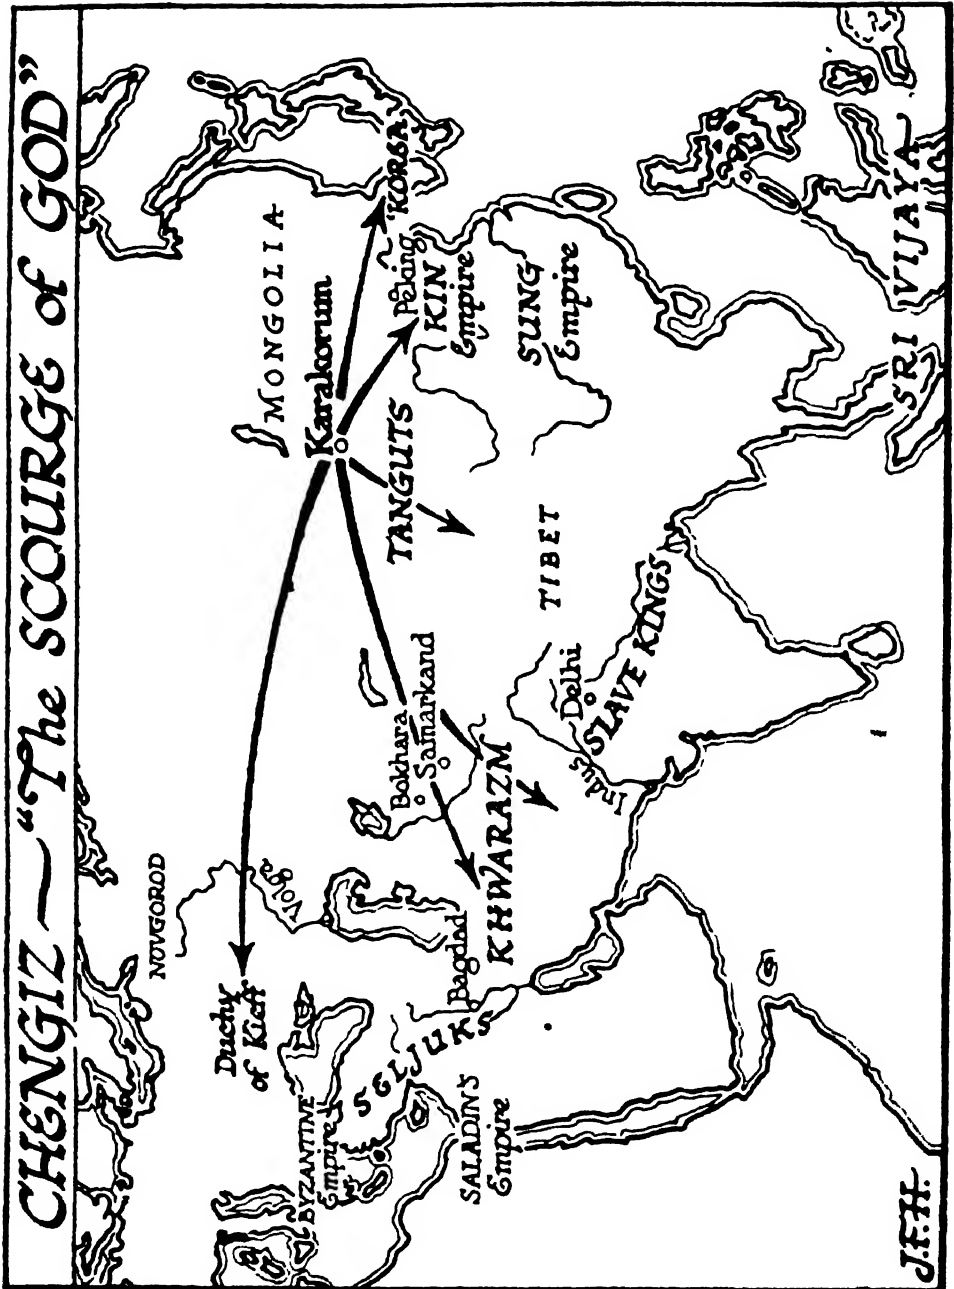 CHENGIZ — "The SCOURGE of GOD"
NOVGOROD
Volga
Duchy
of Kief
MONGOLIA
Karakorum
KOREA
Peking
KIN
Empire
BYZANTINE
Empire
SELJUKS
Bagdad
Bokhara
Samarkand
TANGUTS
SUNG
Empire
SALADIN'S
Empire
KHWARAZM
TIBET
Delhi
Indus
SLAVE KINGS
SRI VIJAYA
J.F.H.